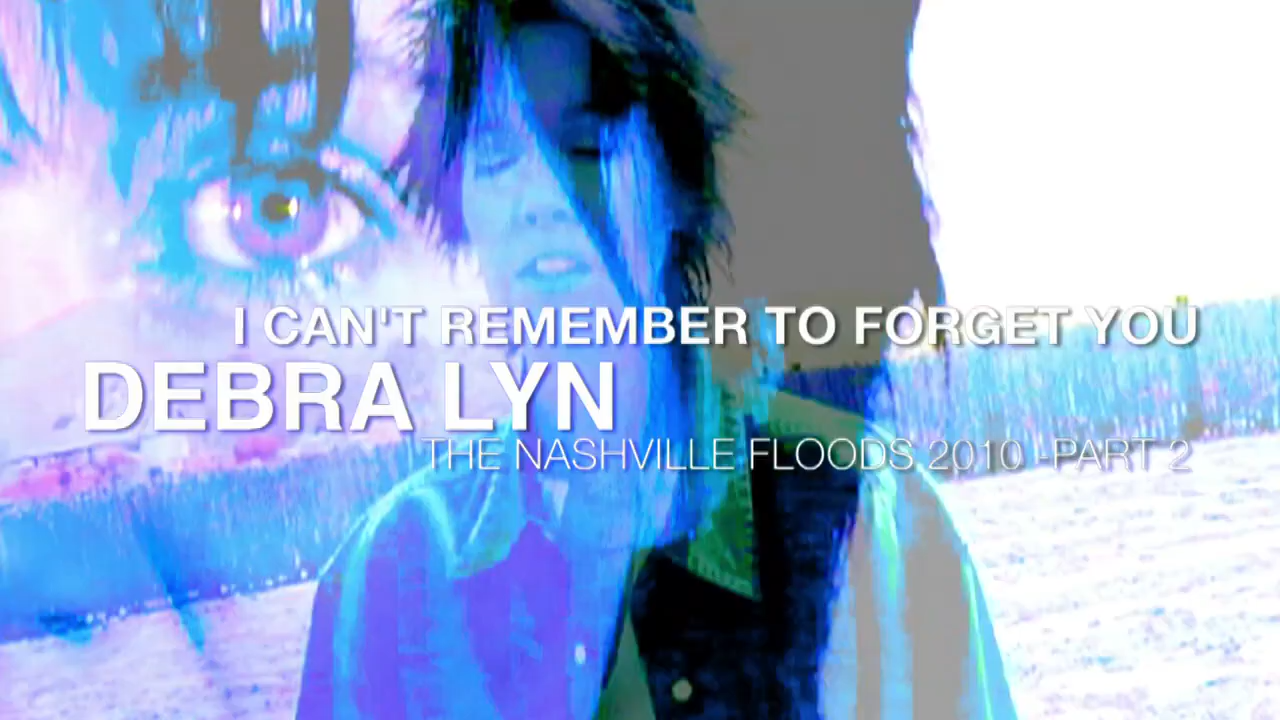 I CAN'T REMEMBER TO FORGET YOU
DEBRA LYN
THE NASHVILLE FLOODS 2010 -PART 2